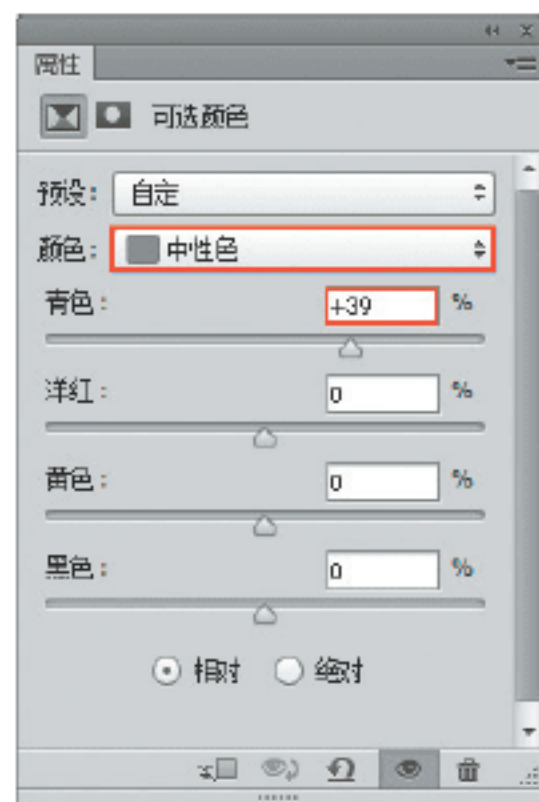 属性
可选颜色
预设： 自定
颜色： 中性色
青色： +39 %
洋红： 0 %
黄色： 0 %
黑色： 0 %
相对 绝对